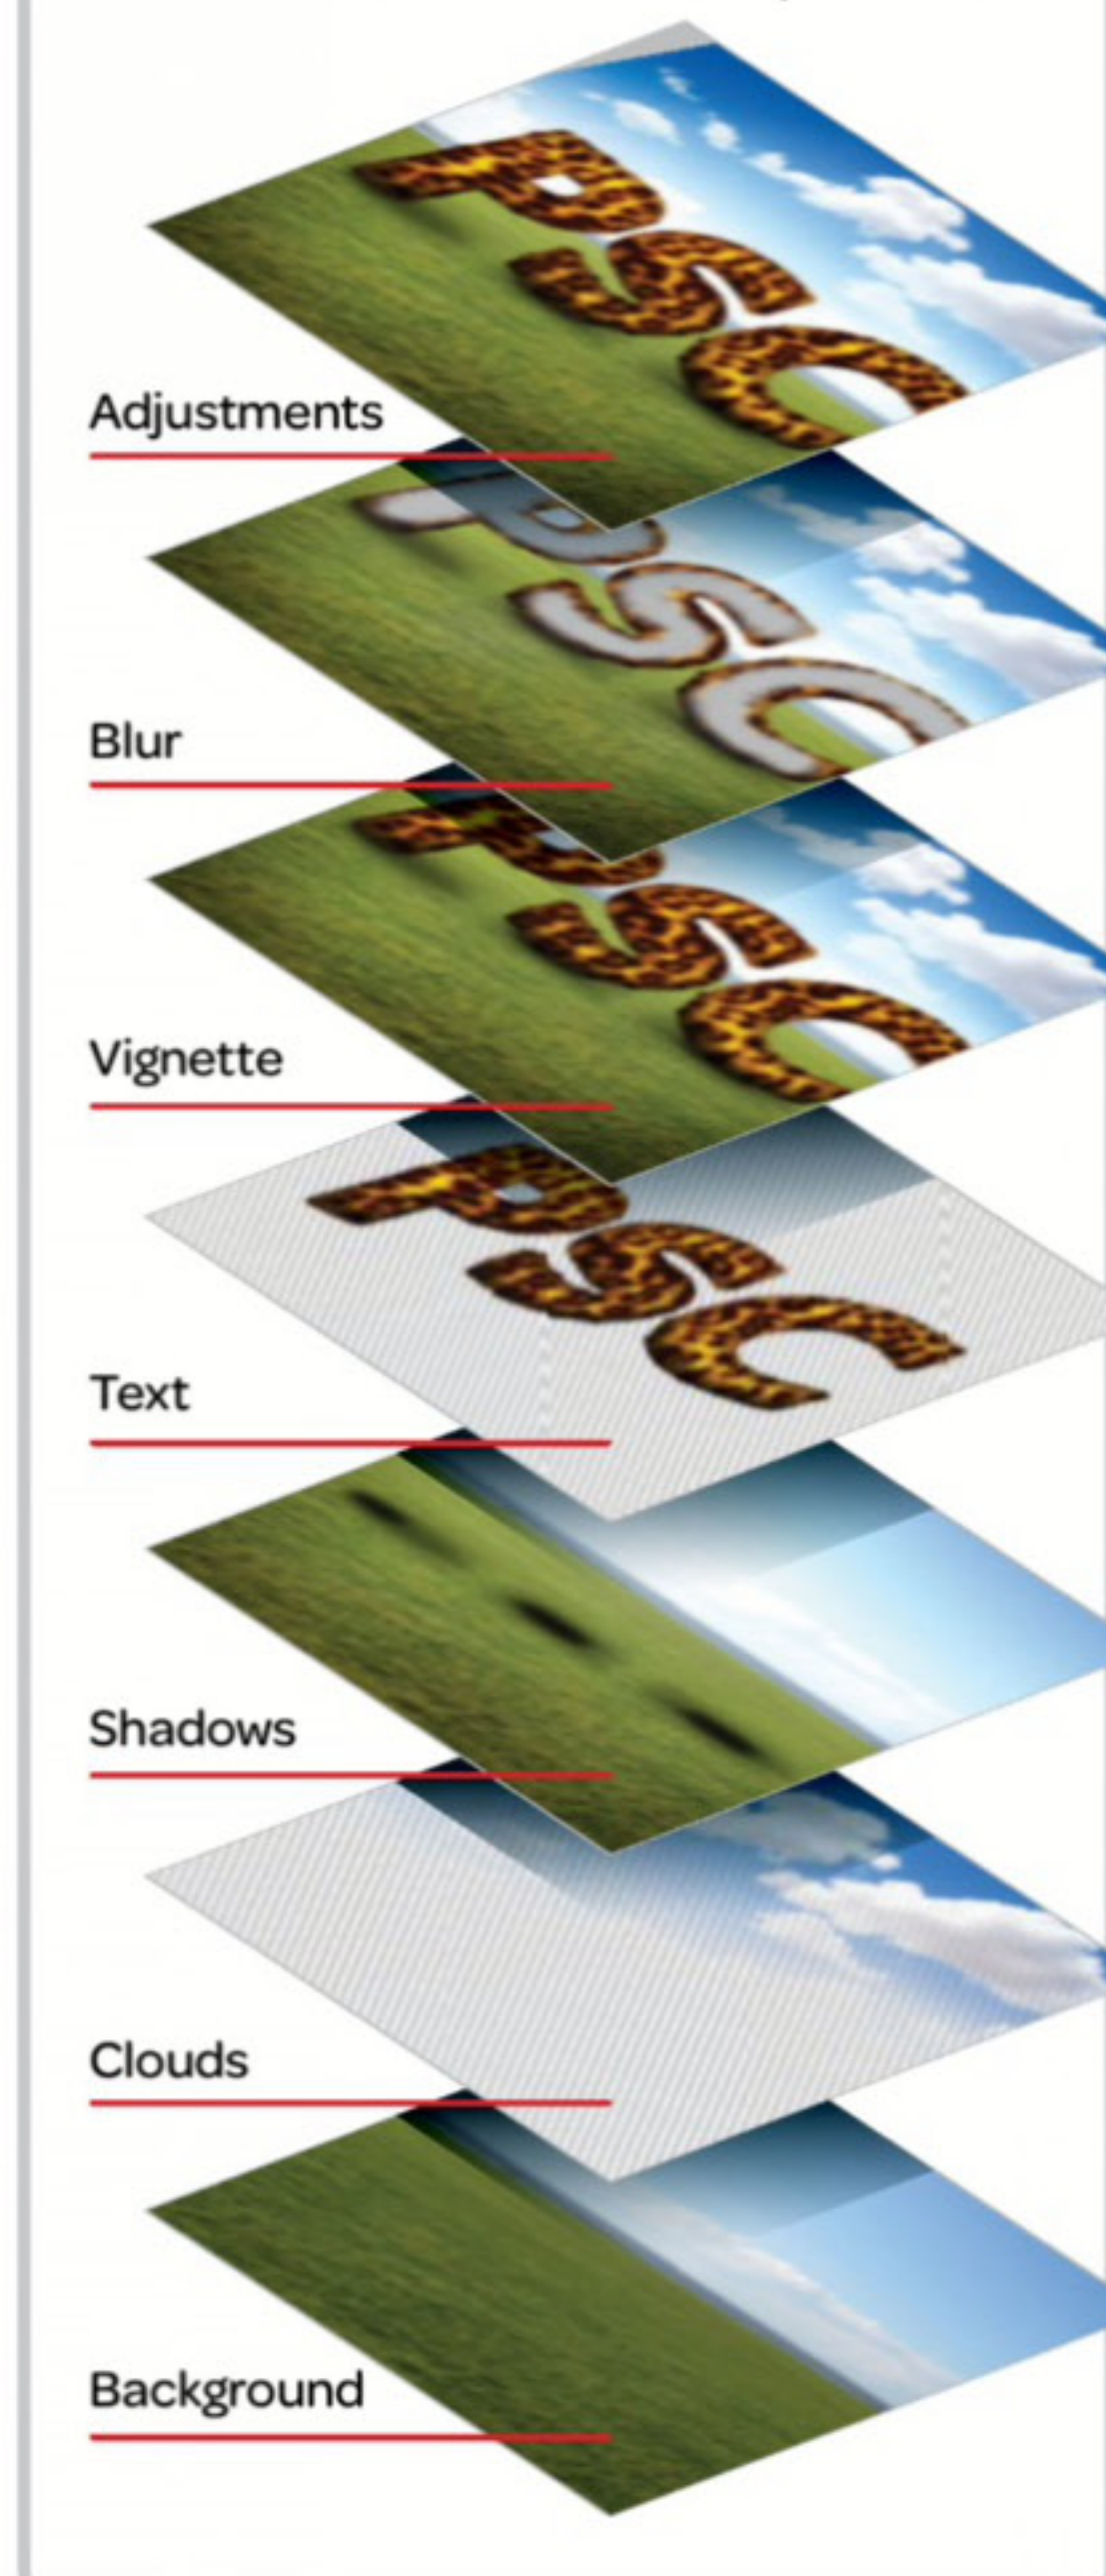 PSC
Adjustments
PSC
Blur
PSC
Vignette
PSC
Text
Shadows
Clouds
Background